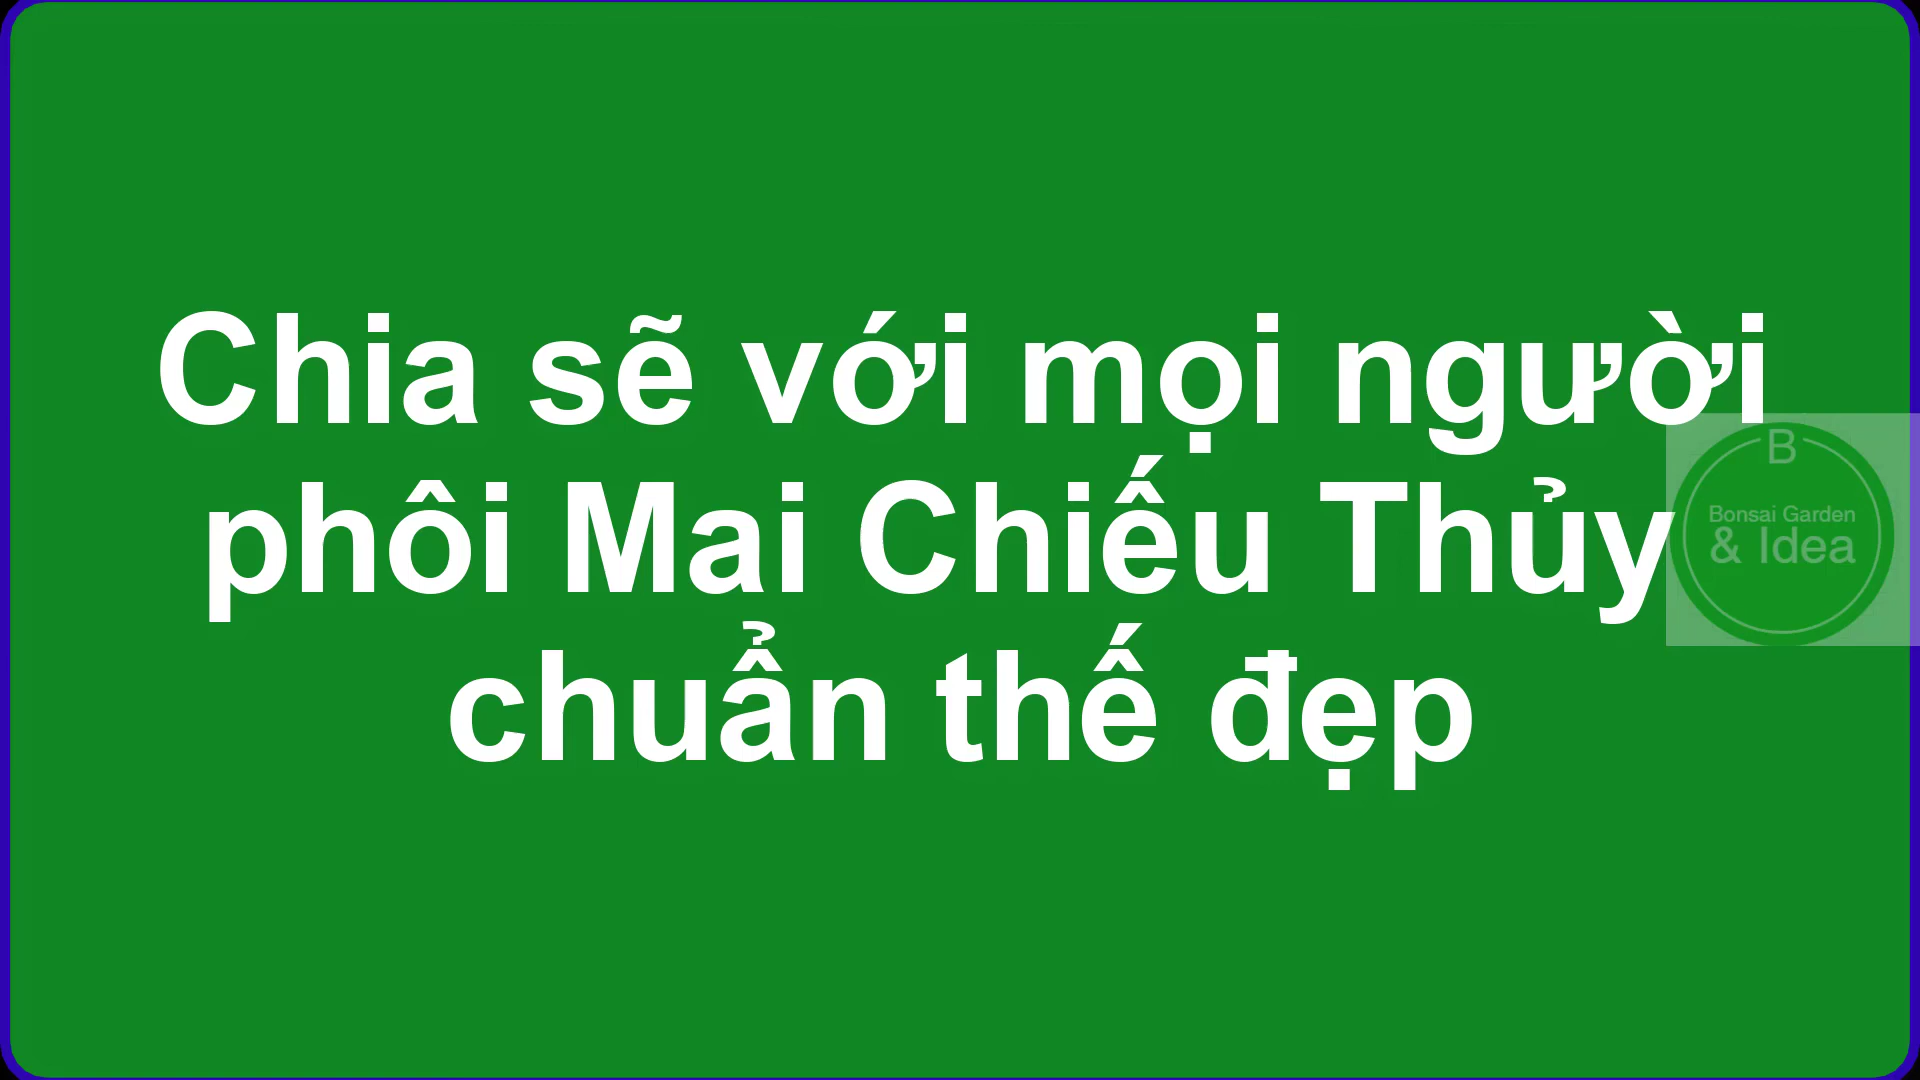 Chia sẽ với mọi người
phôi Mai Chiếu Thủy
chuẩn thế đẹp
B
Bonsai Garden
& Idea